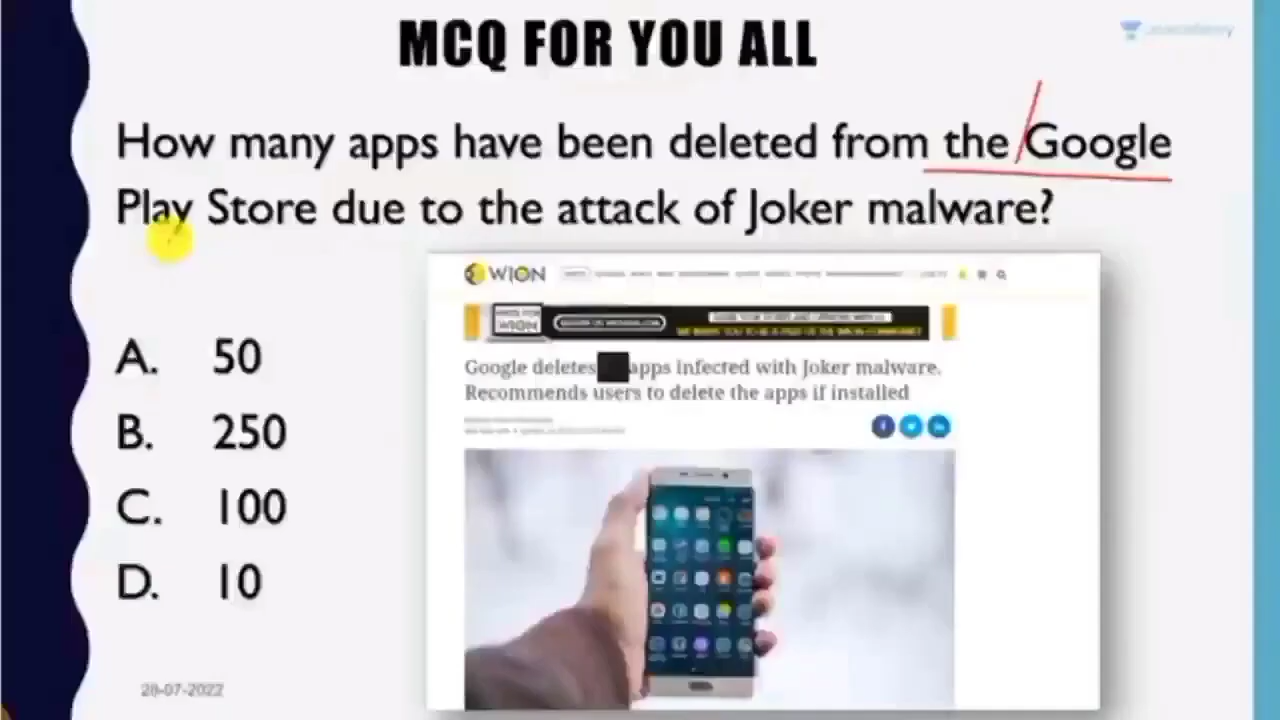 MCQ FOR YOU ALL
How many apps have been deleted from the Google
Play Store due to the attack of Joker malware?
WION
Google deletes apps infected with Joker malware.
Recommends users to delete the apps if installed
A. 50
B. 250
C. 100
D. 10
28-07-2022